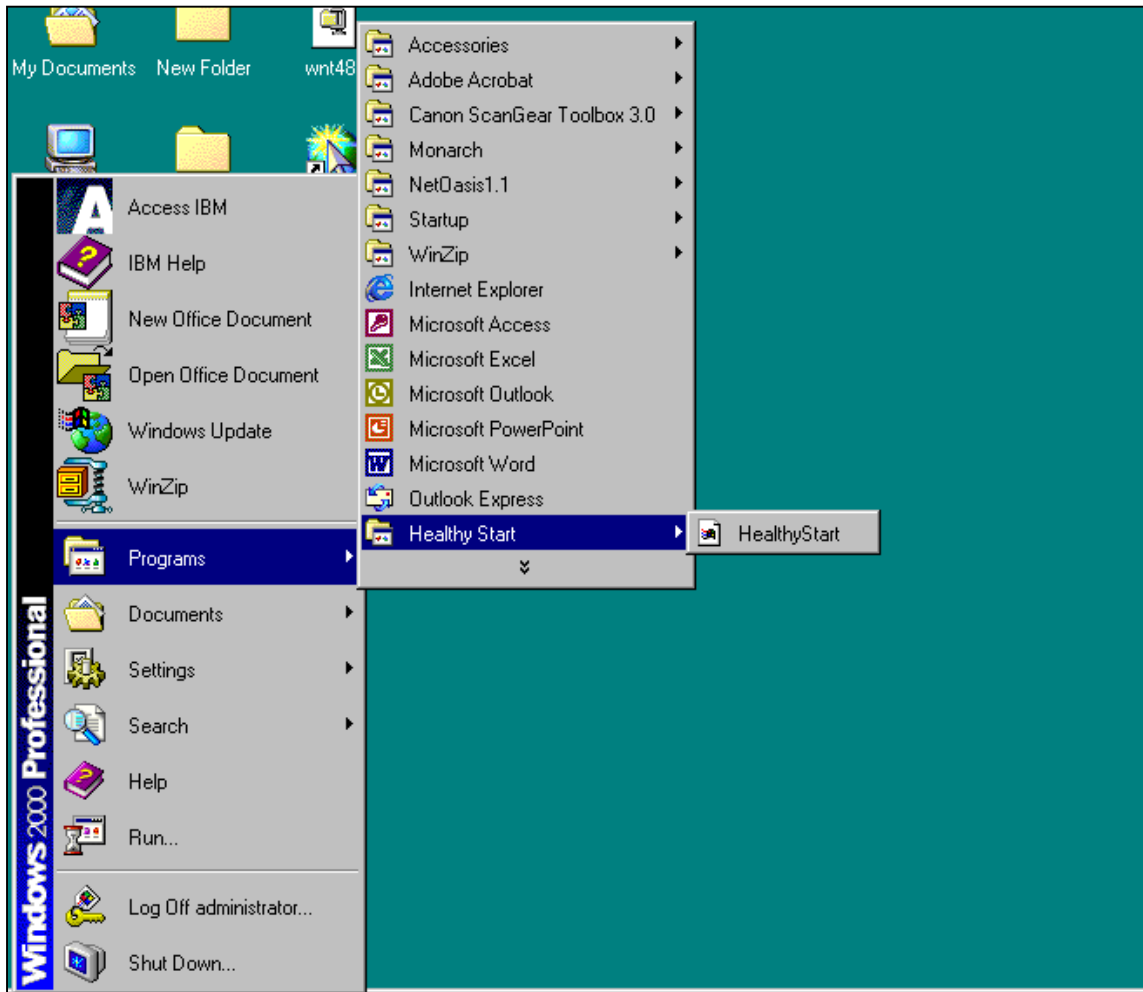 My Documents
New Folder
wnt48
Accessories
Adobe Acrobat
Canon ScanGear Toolbox 3.0
Monarch
NetOasis1.1
Startup
WinZip
Internet Explorer
Microsoft Access
Microsoft Excel
Microsoft Outlook
Microsoft PowerPoint
Microsoft Word
Outlook Express
Healthy Start
HealthyStart
Access IBM
IBM Help
New Office Document
Open Office Document
Windows Update
WinZip
Programs
Documents
Settings
Search
Help
Run...
Log Off administrator...
Shut Down...
Windows 2000 Professional